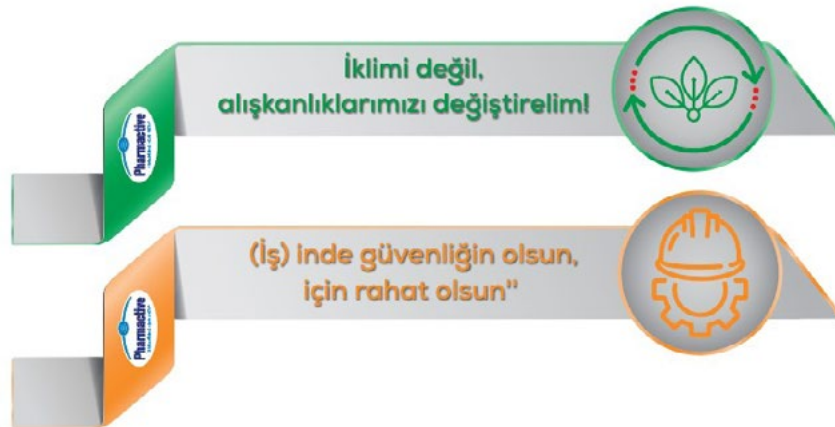 İklimi değil,
alışkanlıklarımızı değiştirelim!
Pharmactive
(İş) inde güvenliğin olsun,
için rahat olsun"
Pharmactive